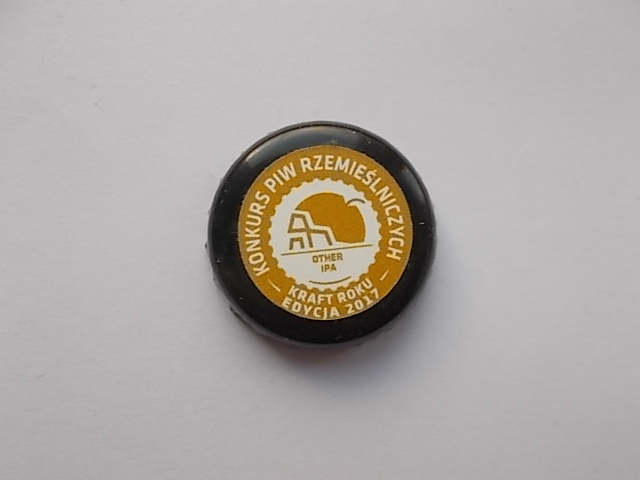 KONKURS PIW RZEMIEŚLNICZYCH
OTHER
IPA
KRAFT ROKU
EDYCJA 2017